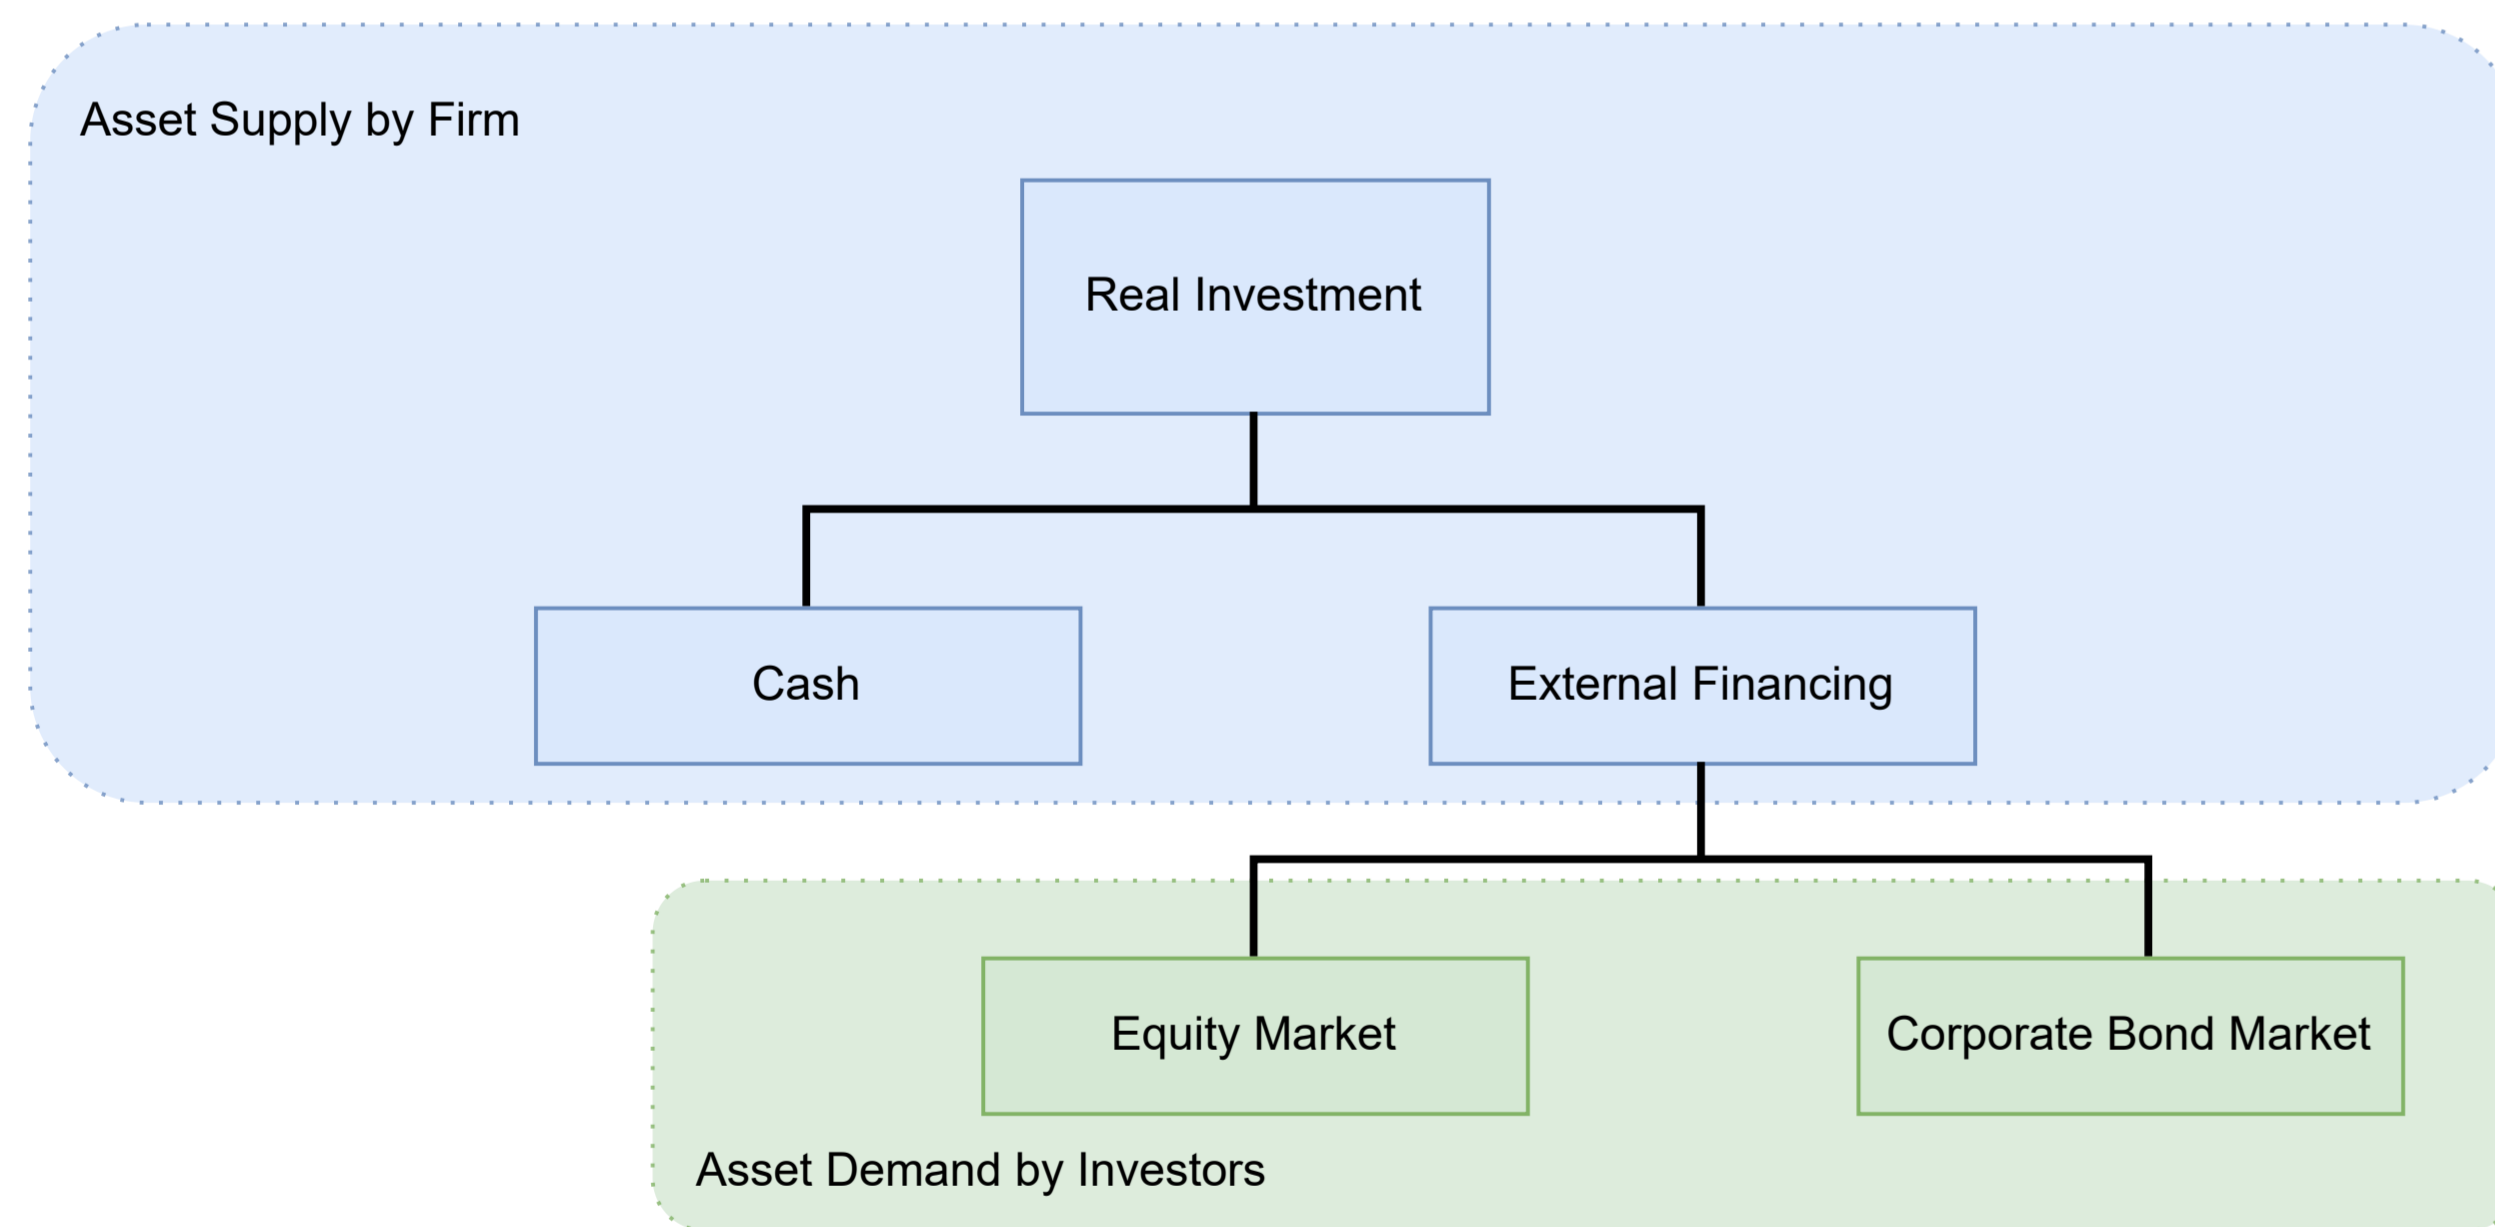 Asset Supply by Firm
Real Investment
Cash
External Financing
Equity Market
Corporate Bond Market
Asset Demand by Investors